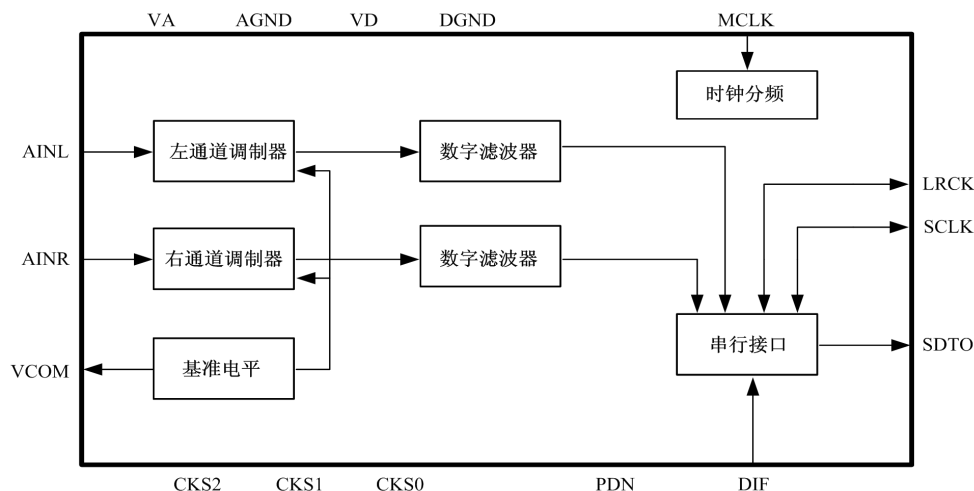 VA AGND VD DGND MCLK
时钟分频
AINL 左通道调制器 数字滤波器
LRCK
SCLK
AINR 右通道调制器 数字滤波器
串行接口 SDTO
VCOM 基准电平
CKS2 CKS1 CKS0 PDN DIF